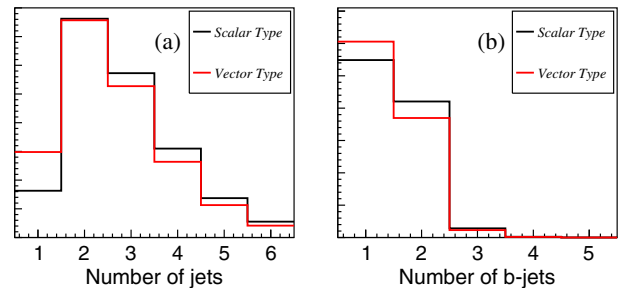 (a)
Scalar Type
Vector Type
1 2 3 4 5 6
Number of jets
(b)
Scalar Type
Vector Type
1 2 3 4 5
Number of b-jets